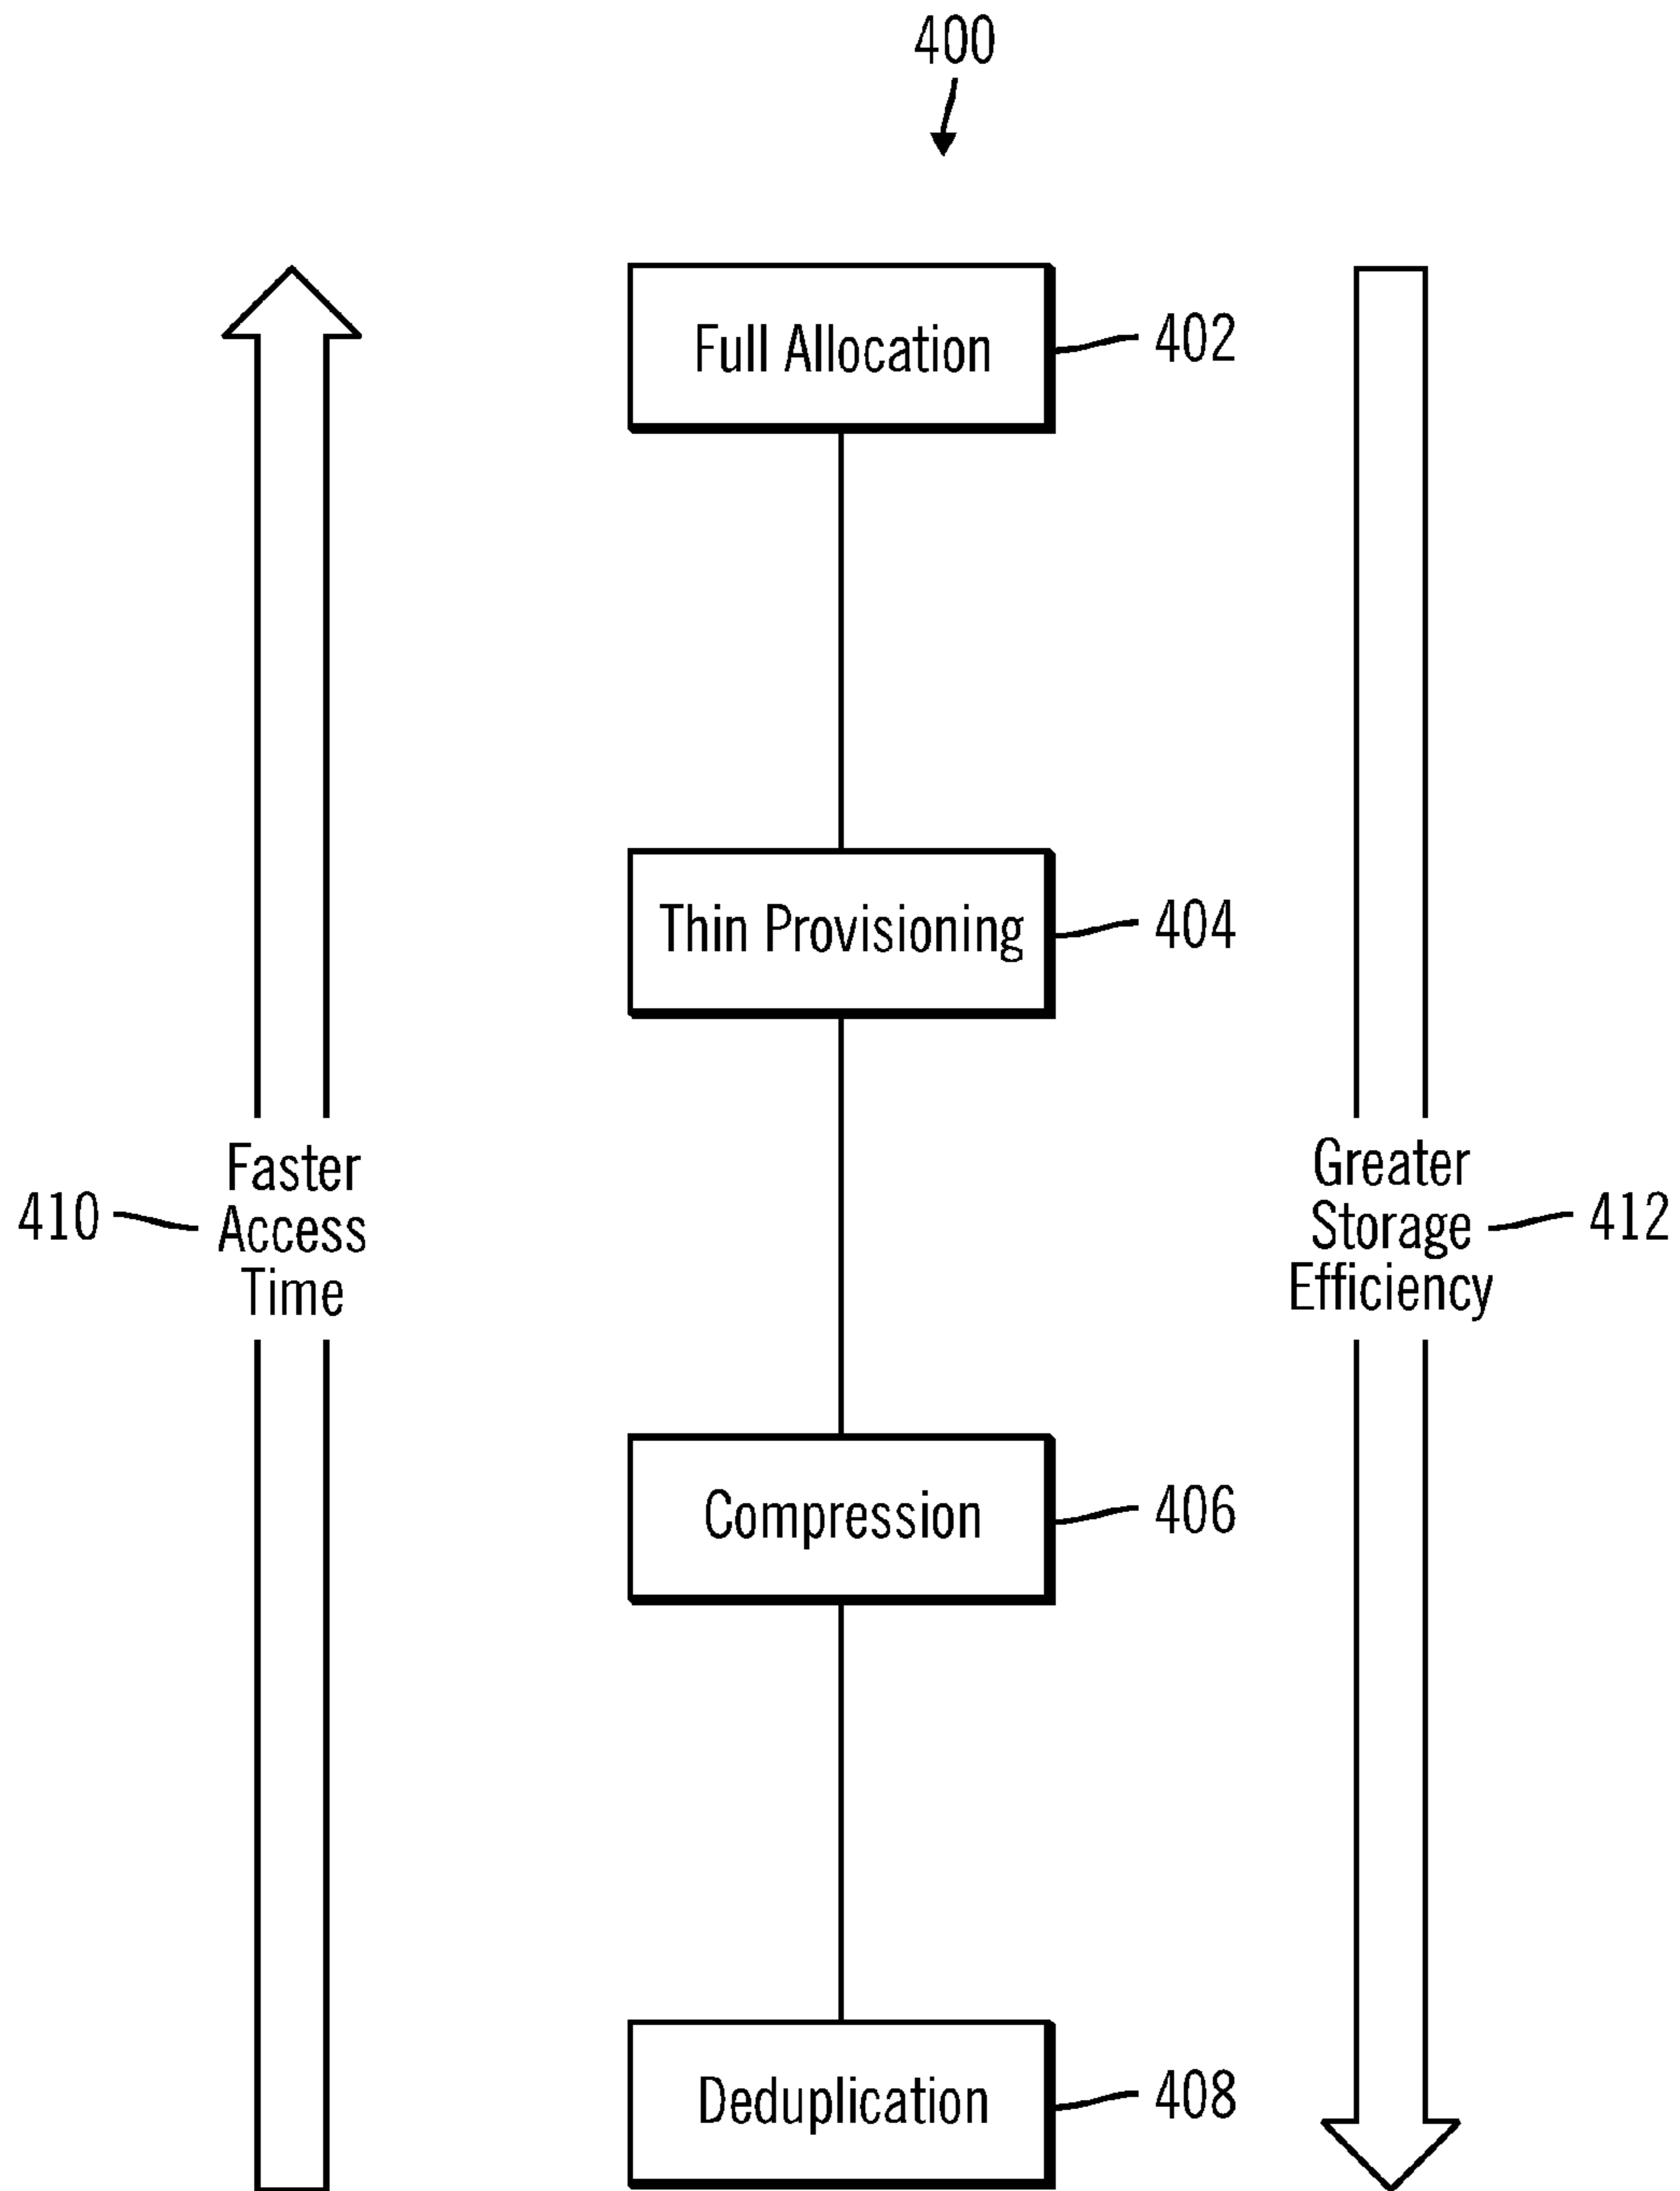 400
Full Allocation
402
Thin Provisioning
404
Faster
Access
Time
410
Greater
Storage
Efficiency
412
Compression
406
Deduplication
408